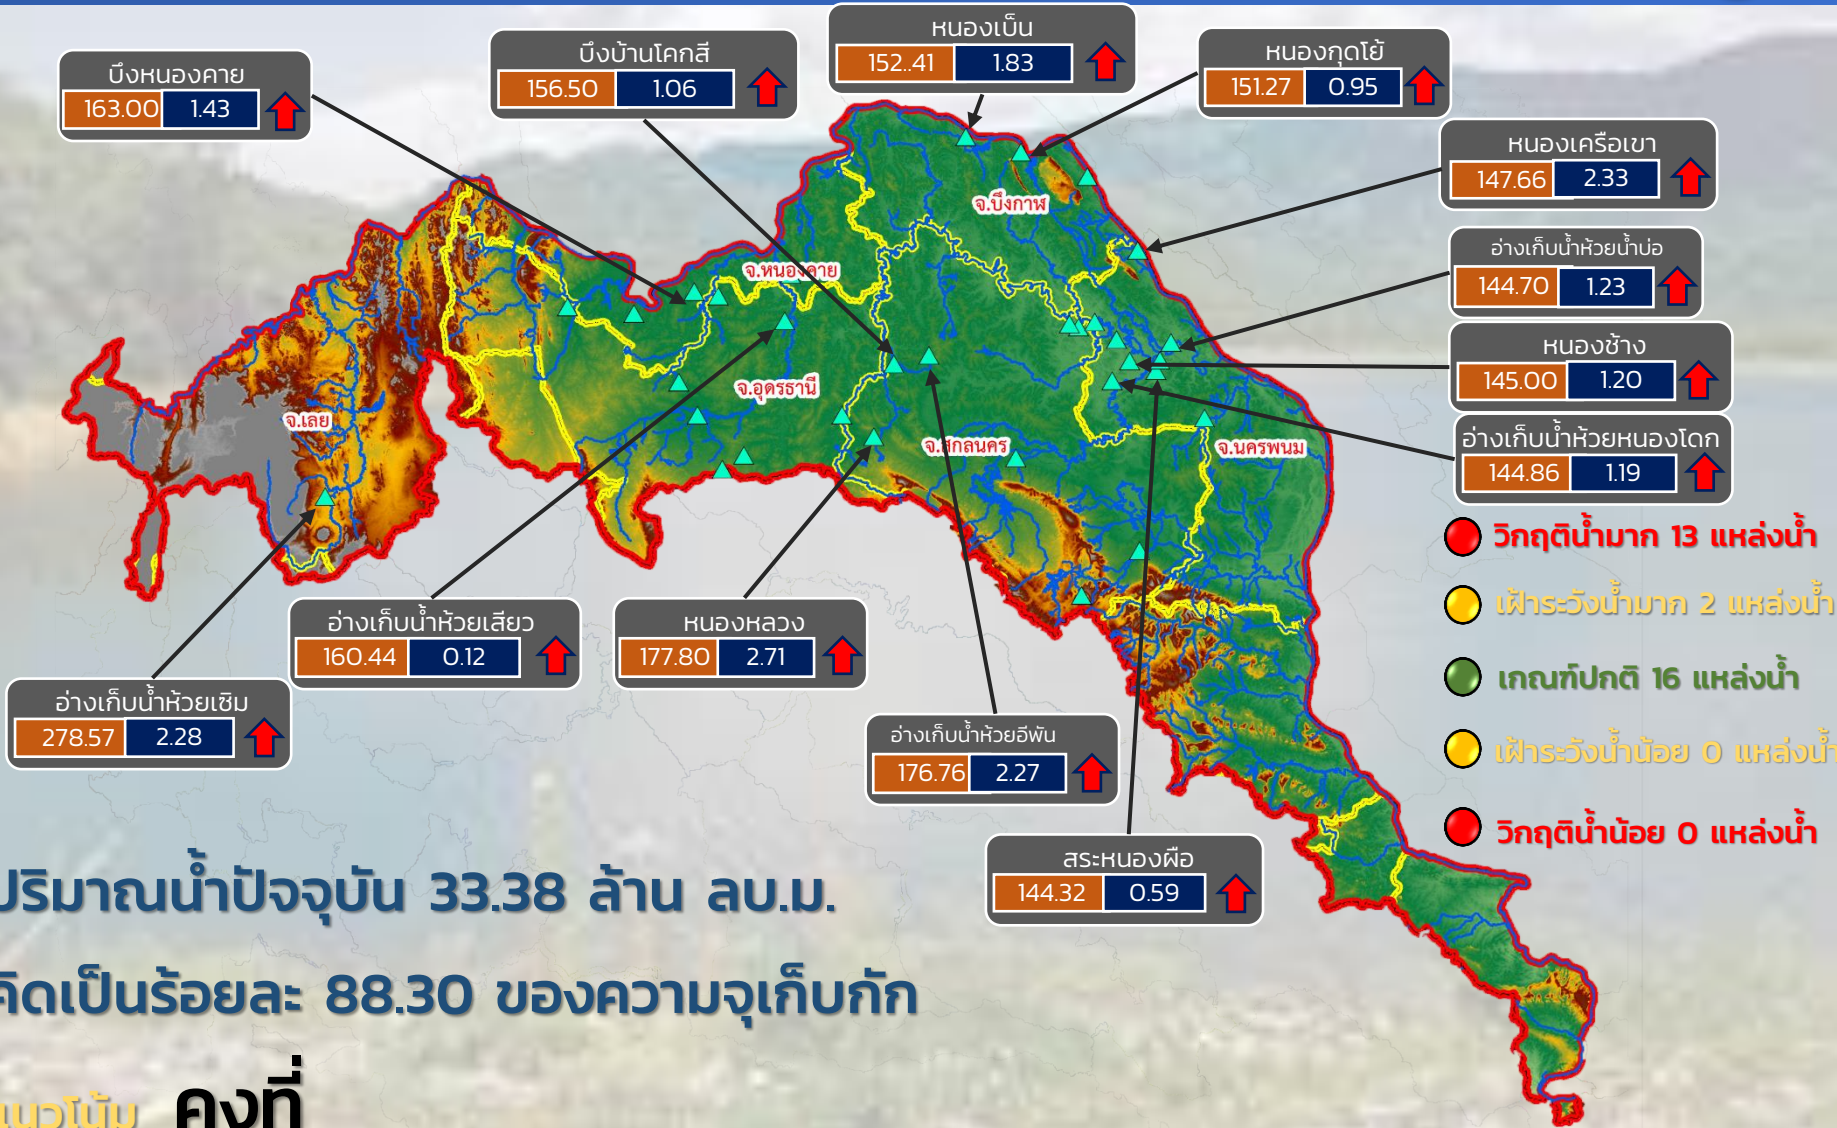 หนองเบ็น
152..41 1.83
บึงบ้านโคกสี
156.50 1.06
หนองกุดโย้
151.27 0.95
บึงหนองคาย
163.00 1.43
หนองเครือเขา
147.66 2.33
จ.บึงกาฬ
อ่างเก็บน้ำห้วยน้ำบ่อ
144.70 1.23
จ.หนองคาย
หนองช้าง
145.00 1.20
จ.อุดรธานี
จ.เลย
จ.สกลนคร
จ.นครพนม
อ่างเก็บน้ำห้วยหนองโดก
144.86 1.19
วิกฤติน้ำมาก 13 แหล่งน้ำ
เฝ้าระวังน้ำมาก 2 แหล่งน้ำ
เกณฑ์ปกติ 16 แหล่งน้ำ
เฝ้าระวังน้ำน้อย 0 แหล่งน้ำ
วิกฤติน้ำน้อย 0 แหล่งน้ำ
อ่างเก็บน้ำห้วยเสียว
160.44 0.12
หนองหลวง
177.80 2.71
อ่างเก็บน้ำห้วยเซิม
278.57 2.28
อ่างเก็บน้ำห้วยอีพัน
176.76 2.27
สระหนองผือ
144.32 0.59
ปริมาณน้ำปัจจุบัน 33.38 ล้าน ลบ.ม.
คิดเป็นร้อยละ 88.30 ของความจุเก็บกัก
แนวโน้ม คงที่